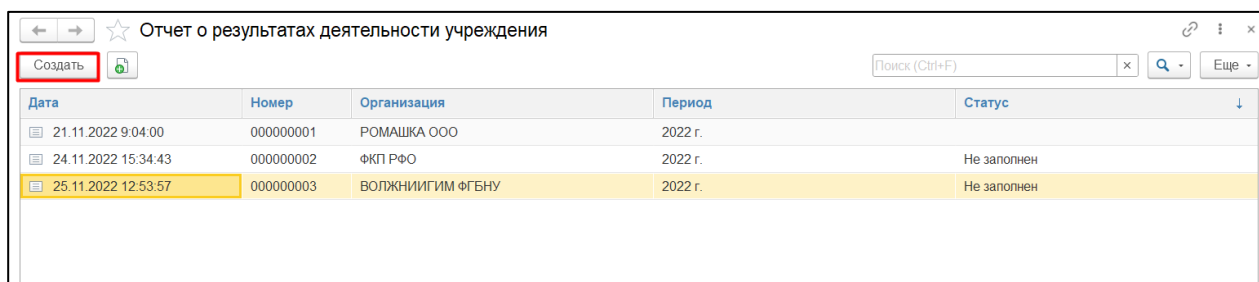 Отчет о результатах деятельности учреждения
Создать Поиск (Ctrl+F) Еще
Дата Номер Организация Период Статус
21.11.2022 9:04:00 000000001 РОМАШКА ООО 2022 г.
24.11.2022 15:34:43 000000002 ФКП РФО 2022 г. Не заполнен
25.11.2022 12:53:57 000000003 ВОЛЖНИИГИМ ФГБНУ 2022 г. Не заполнен